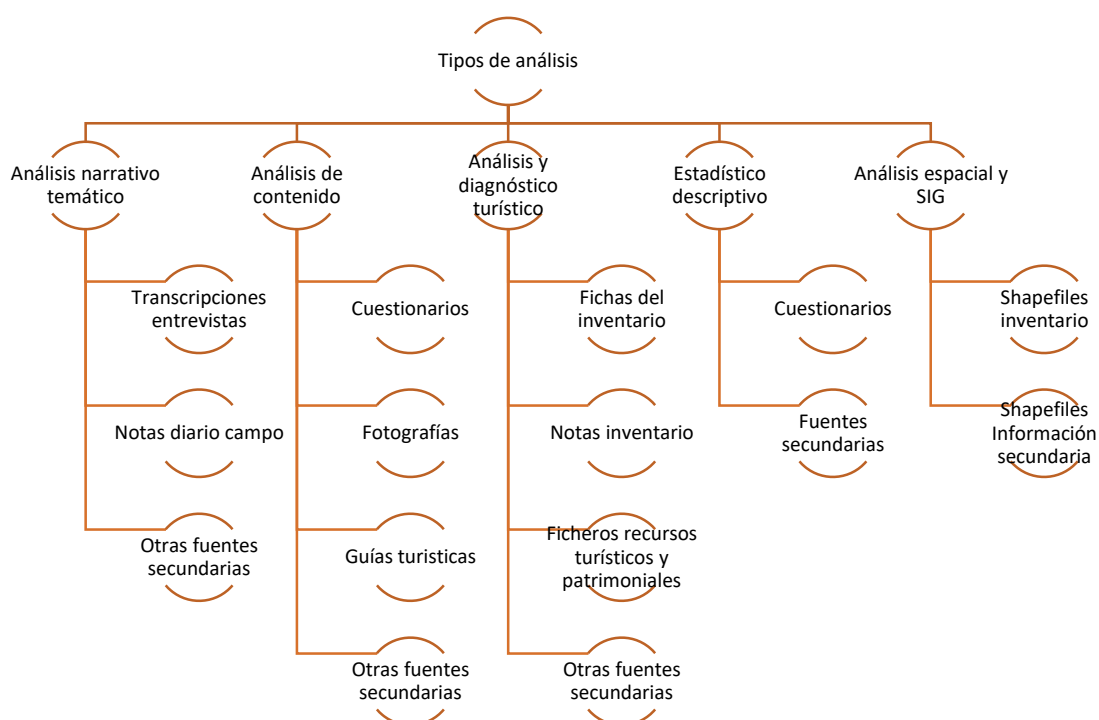 Tipos de análisis
Análisis narrativo
temático
Análisis de
contenido
Análisis y
diagnóstico
turístico
Estadístico
descriptivo
Análisis espacial y
SIG
Transcripciones
entrevistas
Notas diario campo
Otras fuentes
secundarias
Cuestionarios
Fotografías
Guías turisticas
Otras fuentes
secundarias
Fichas del
inventario
Notas inventario
Ficheros recursos
turísticos y
patrimoniales
Otras fuentes
secundarias
Cuestionarios
Fuentes
secundarias
Shapefiles
inventario
Shapefiles
Información
secundaria